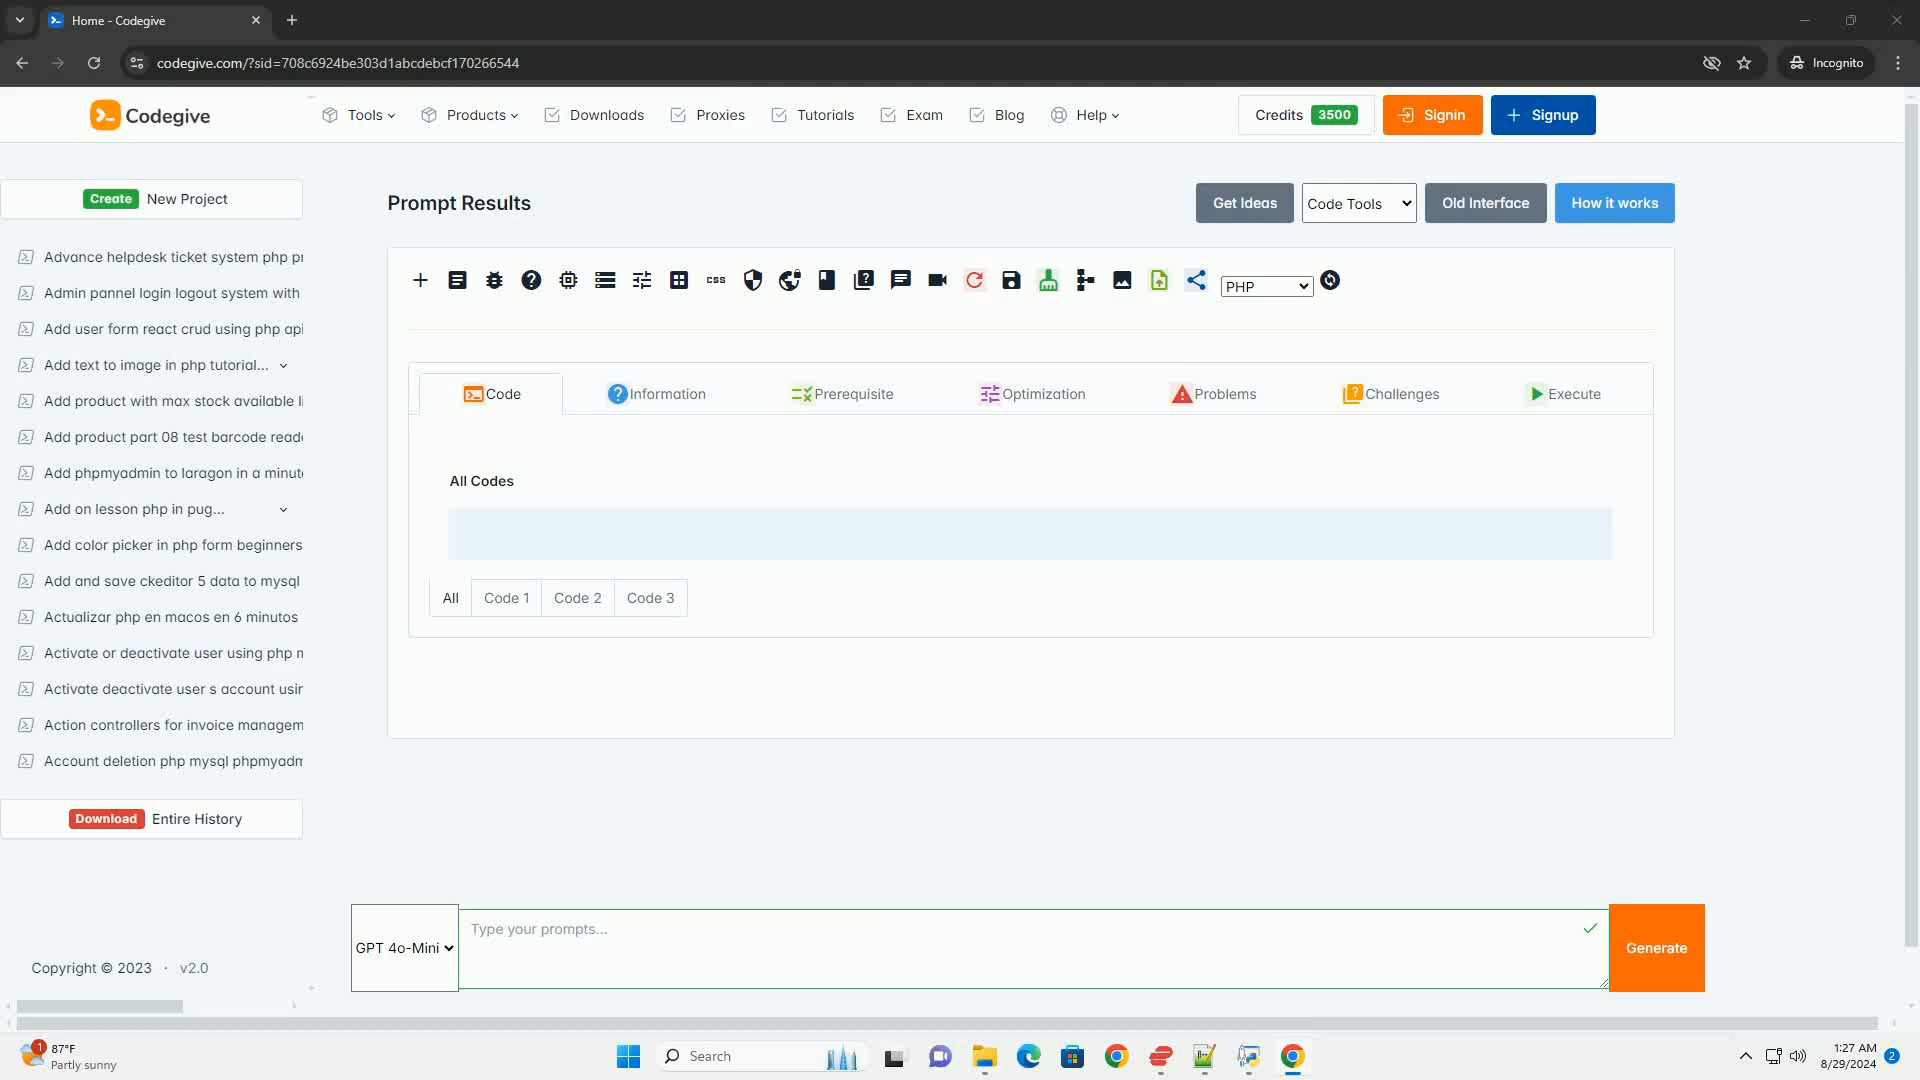 Home - Codegive
codegive.com/?sid=708c6924be303d1abcdebcf170266544
Incognito
Codegive
Tools
Products
Downloads
Proxies
Tutorials
Exam
Blog
Help
Credits 3500
Signin
Signup
Create New Project
Advance helpdesk ticket system php pr
Admin pannel login logout system with
Add user form react crud using php api
Add text to image in php tutorial...
Add product with max stock available li
Add product part 08 test barcode reade
Add phpmyadmin to laragon in a minute
Add on lesson php in pug...
Add color picker in php form beginners
Add and save ckeditor 5 data to mysql
Actualizar php en macos en 6 minutos
Activate or deactivate user using php m
Activate deactivate user s account usin
Action controllers for invoice managem
Account deletion php mysql phpmyadm
Download Entire History
Copyright © 2023 · v2.0
Prompt Results
Get Ideas
Code Tools
Old Interface
How it works
CSS
PHP
Code
Information
Prerequisite
Optimization
Problems
Challenges
Execute
All Codes
All
Code 1
Code 2
Code 3
GPT 4o-Mini
Type your prompts...
Generate
1
87°F
Partly sunny
Search
1:27 AM
8/29/2024
2